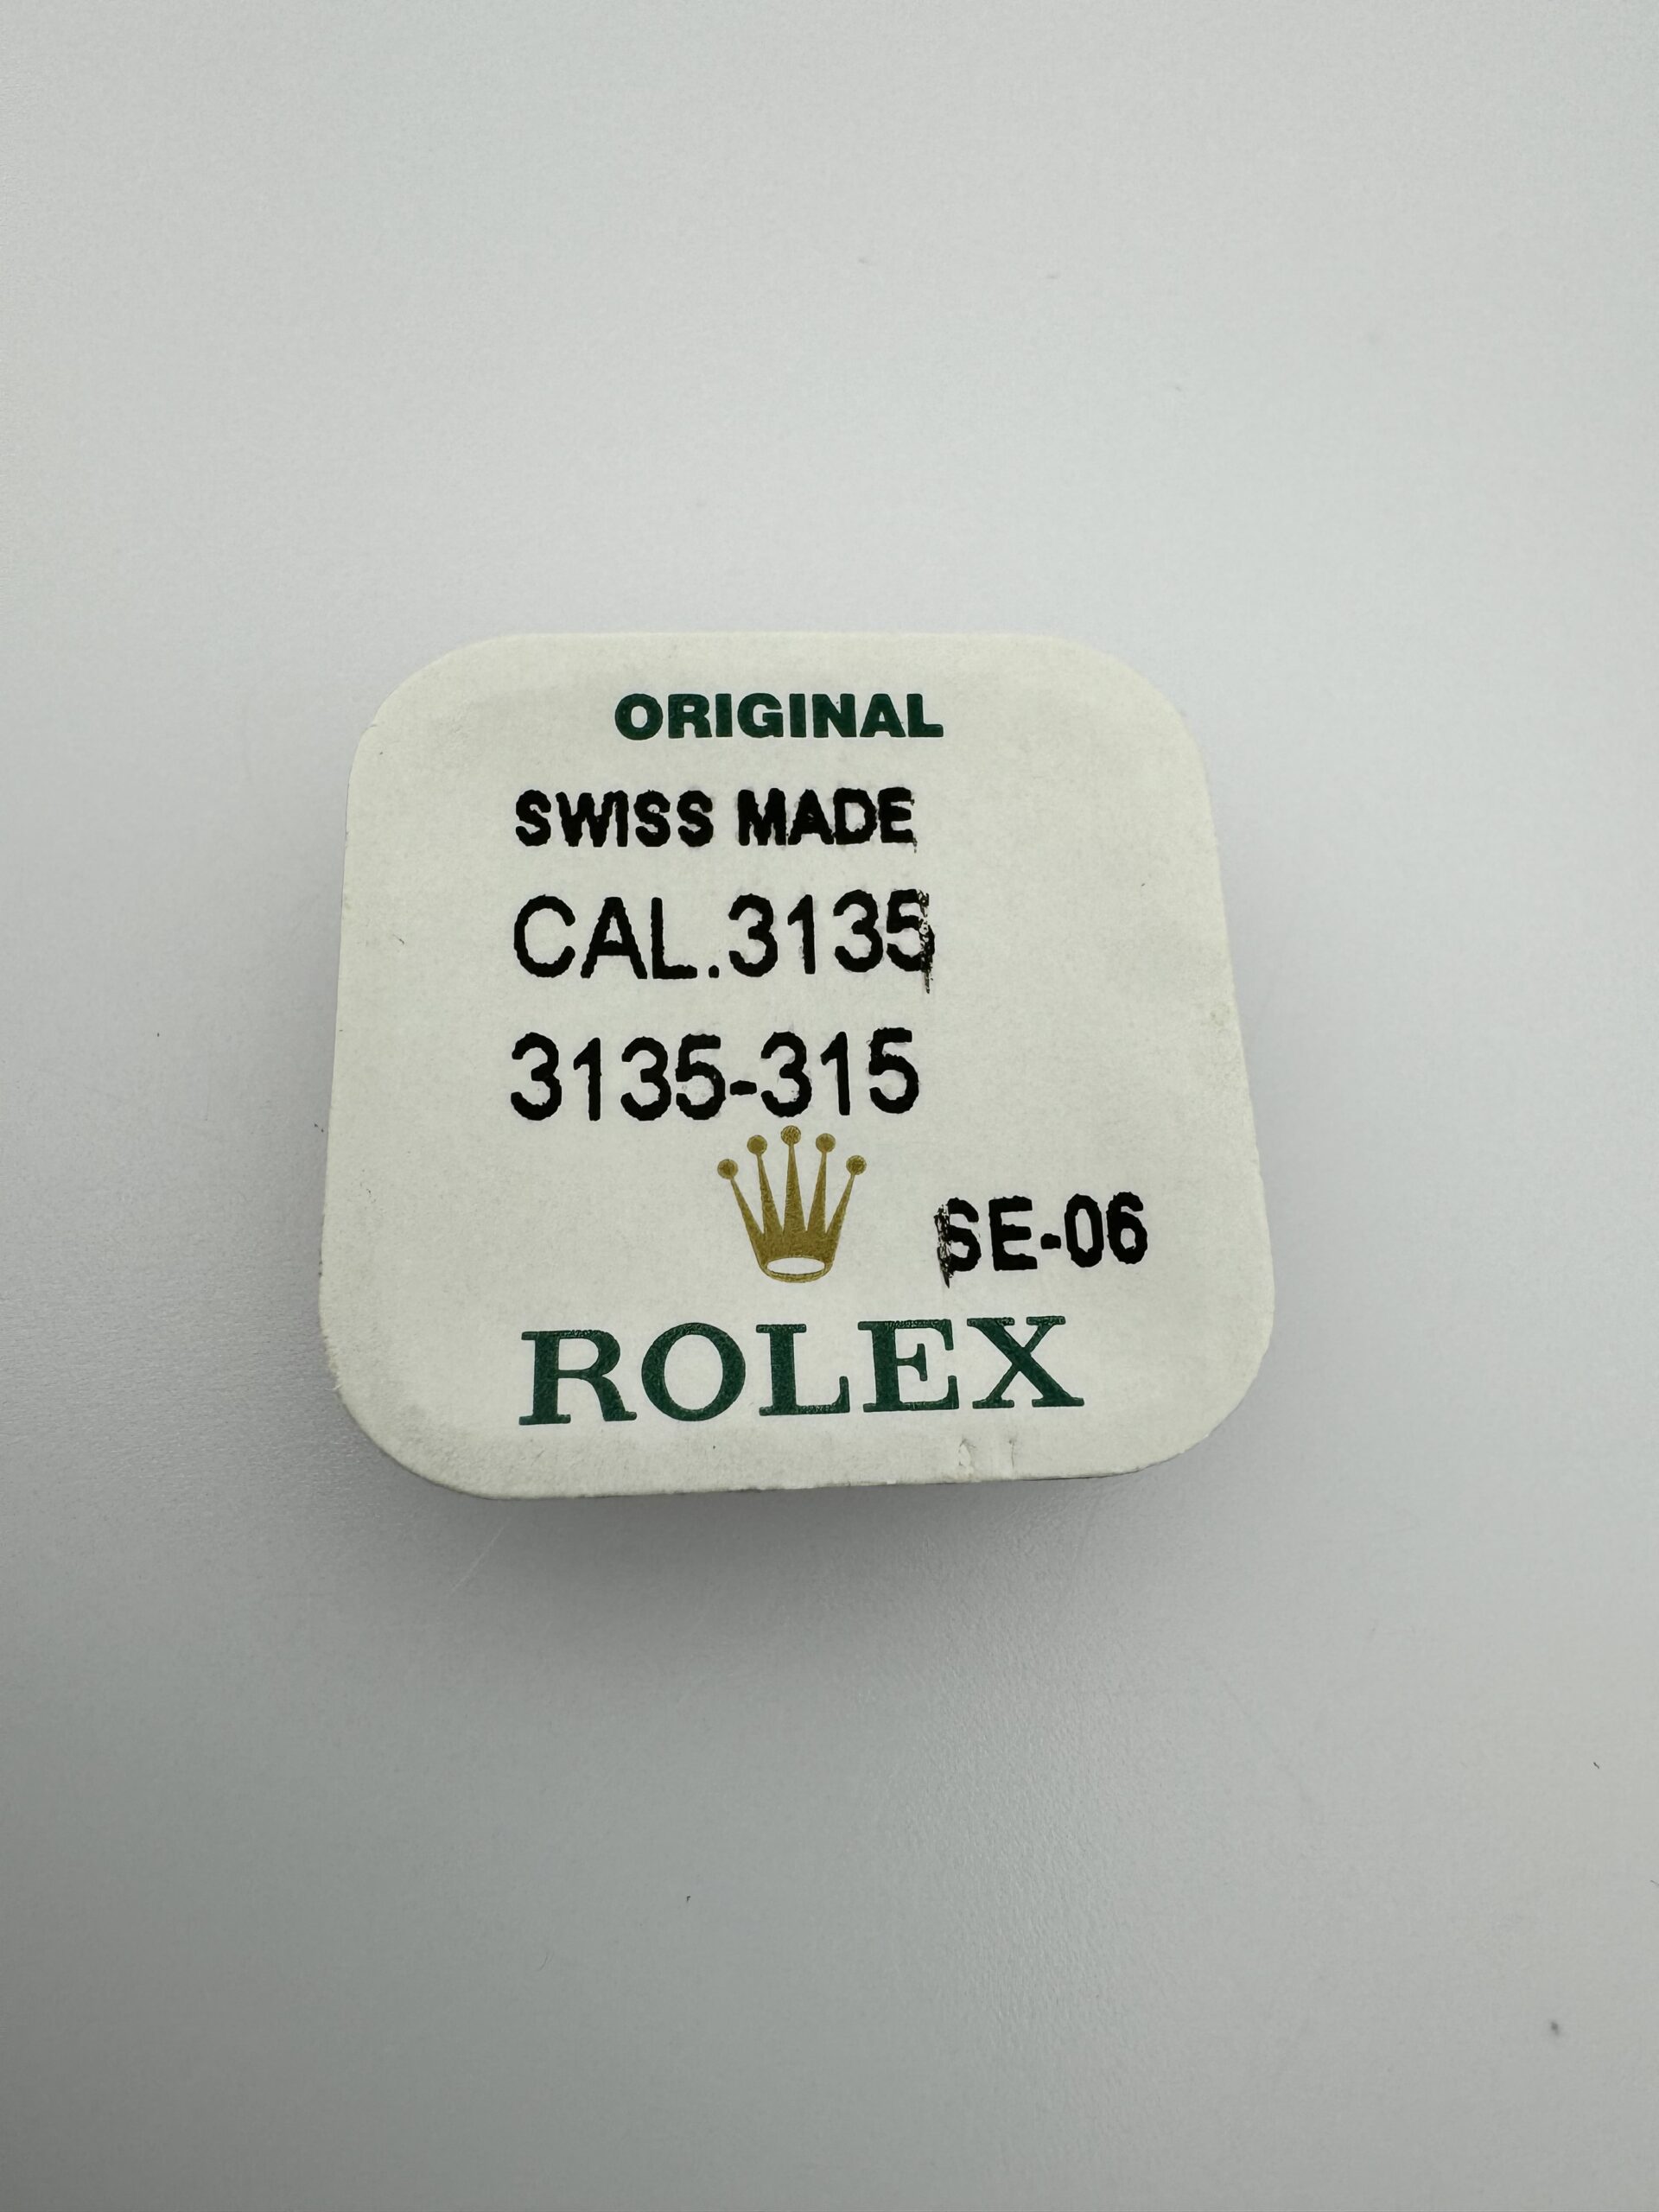 ORIGINAL
SWISS MADE
CAL.3135
3135-315
SE-06
ROLEX